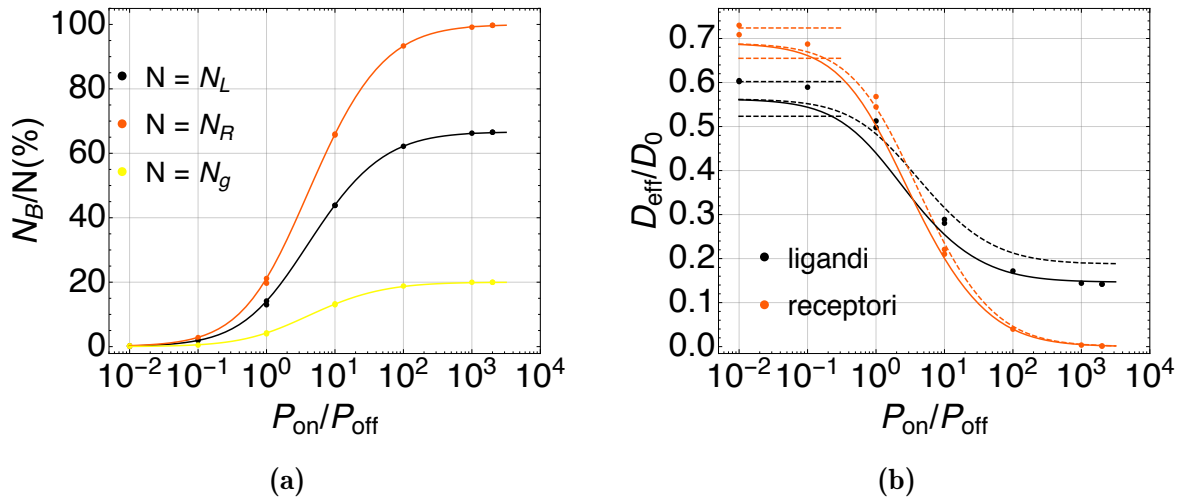 100
80
60
40
20
0
N_B/N(%)
N = N_L
N = N_R
N = N_g
10^−2 10^−1 10^0 10^1 10^2 10^3 10^4
P_on/P_off
(a)
0.7
0.6
0.5
0.4
0.3
0.2
0.1
0.0
D_eff/D_0
ligandi
receptori
10^−2 10^−1 10^0 10^1 10^2 10^3 10^4
P_on/P_off
(b)